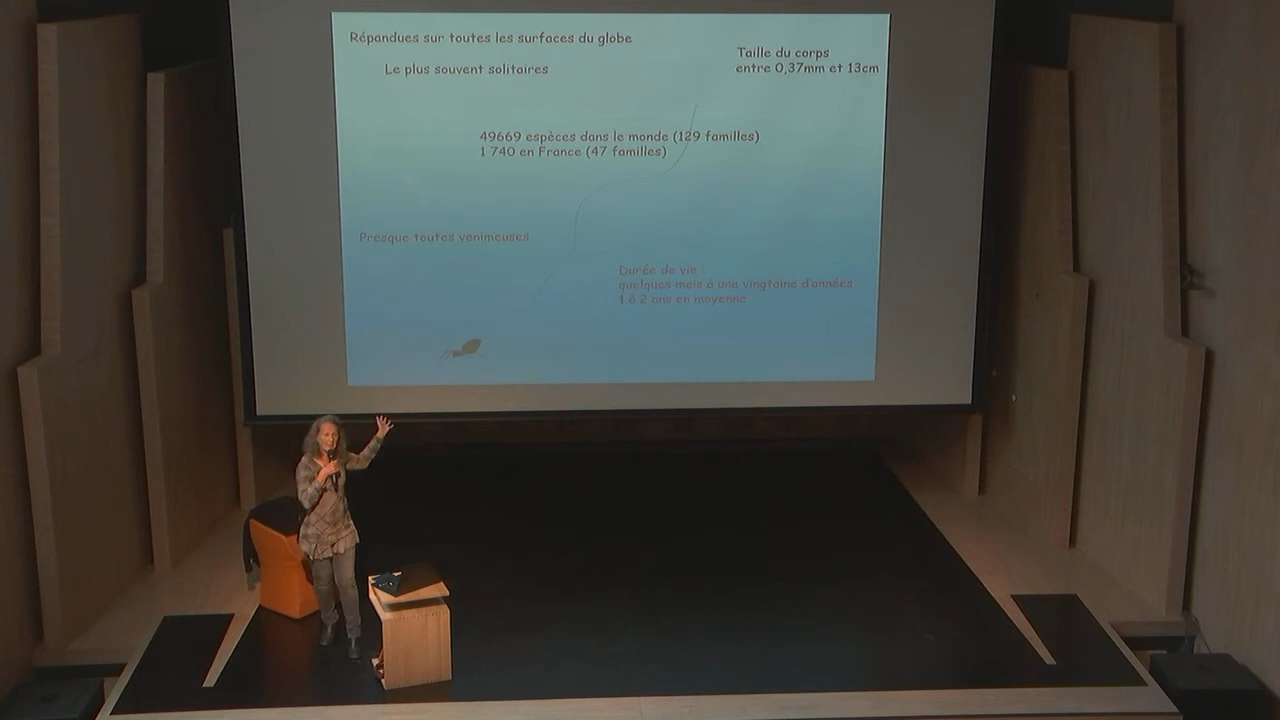 Répandues sur toutes les surfaces du globe
Le plus souvent solitaires
Taille du corps
entre 0,37mm et 13cm
49669 espèces dans le monde (129 familles)
1 740 en France (47 familles)
Presque toutes venimeuses
Durée de vie
quelques mois à une vingtaine d'années
1 à 2 ans en moyenne